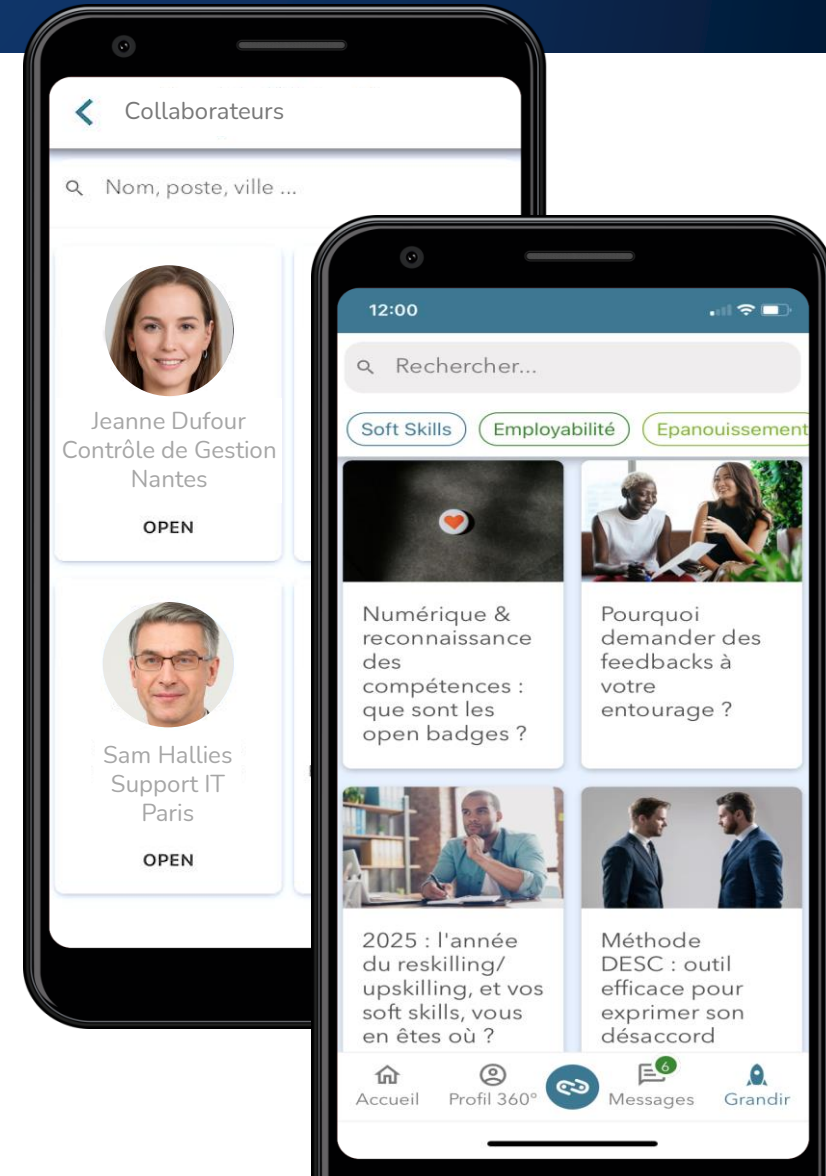 Collaborateurs
Nom, poste, ville ...
Jeanne Dufour
Contrôle de Gestion
Nantes
OPEN
Sam Hallies
Support IT
Paris
OPEN
12:00
Rechercher...
Soft Skills
Employabilité
Epanouissement
Numérique &
reconnaissance
des
compétences :
que sont les
open badges ?
Pourquoi
demander des
feedbacks à
votre
entourage ?
2025 : l'année
du reskilling/
upskilling, et vos
soft skills, vous
en êtes où ?
Méthode
DESC : outil
efficace pour
exprimer son
désaccord
Accueil
Profil 360°
6
Messages
Grandir